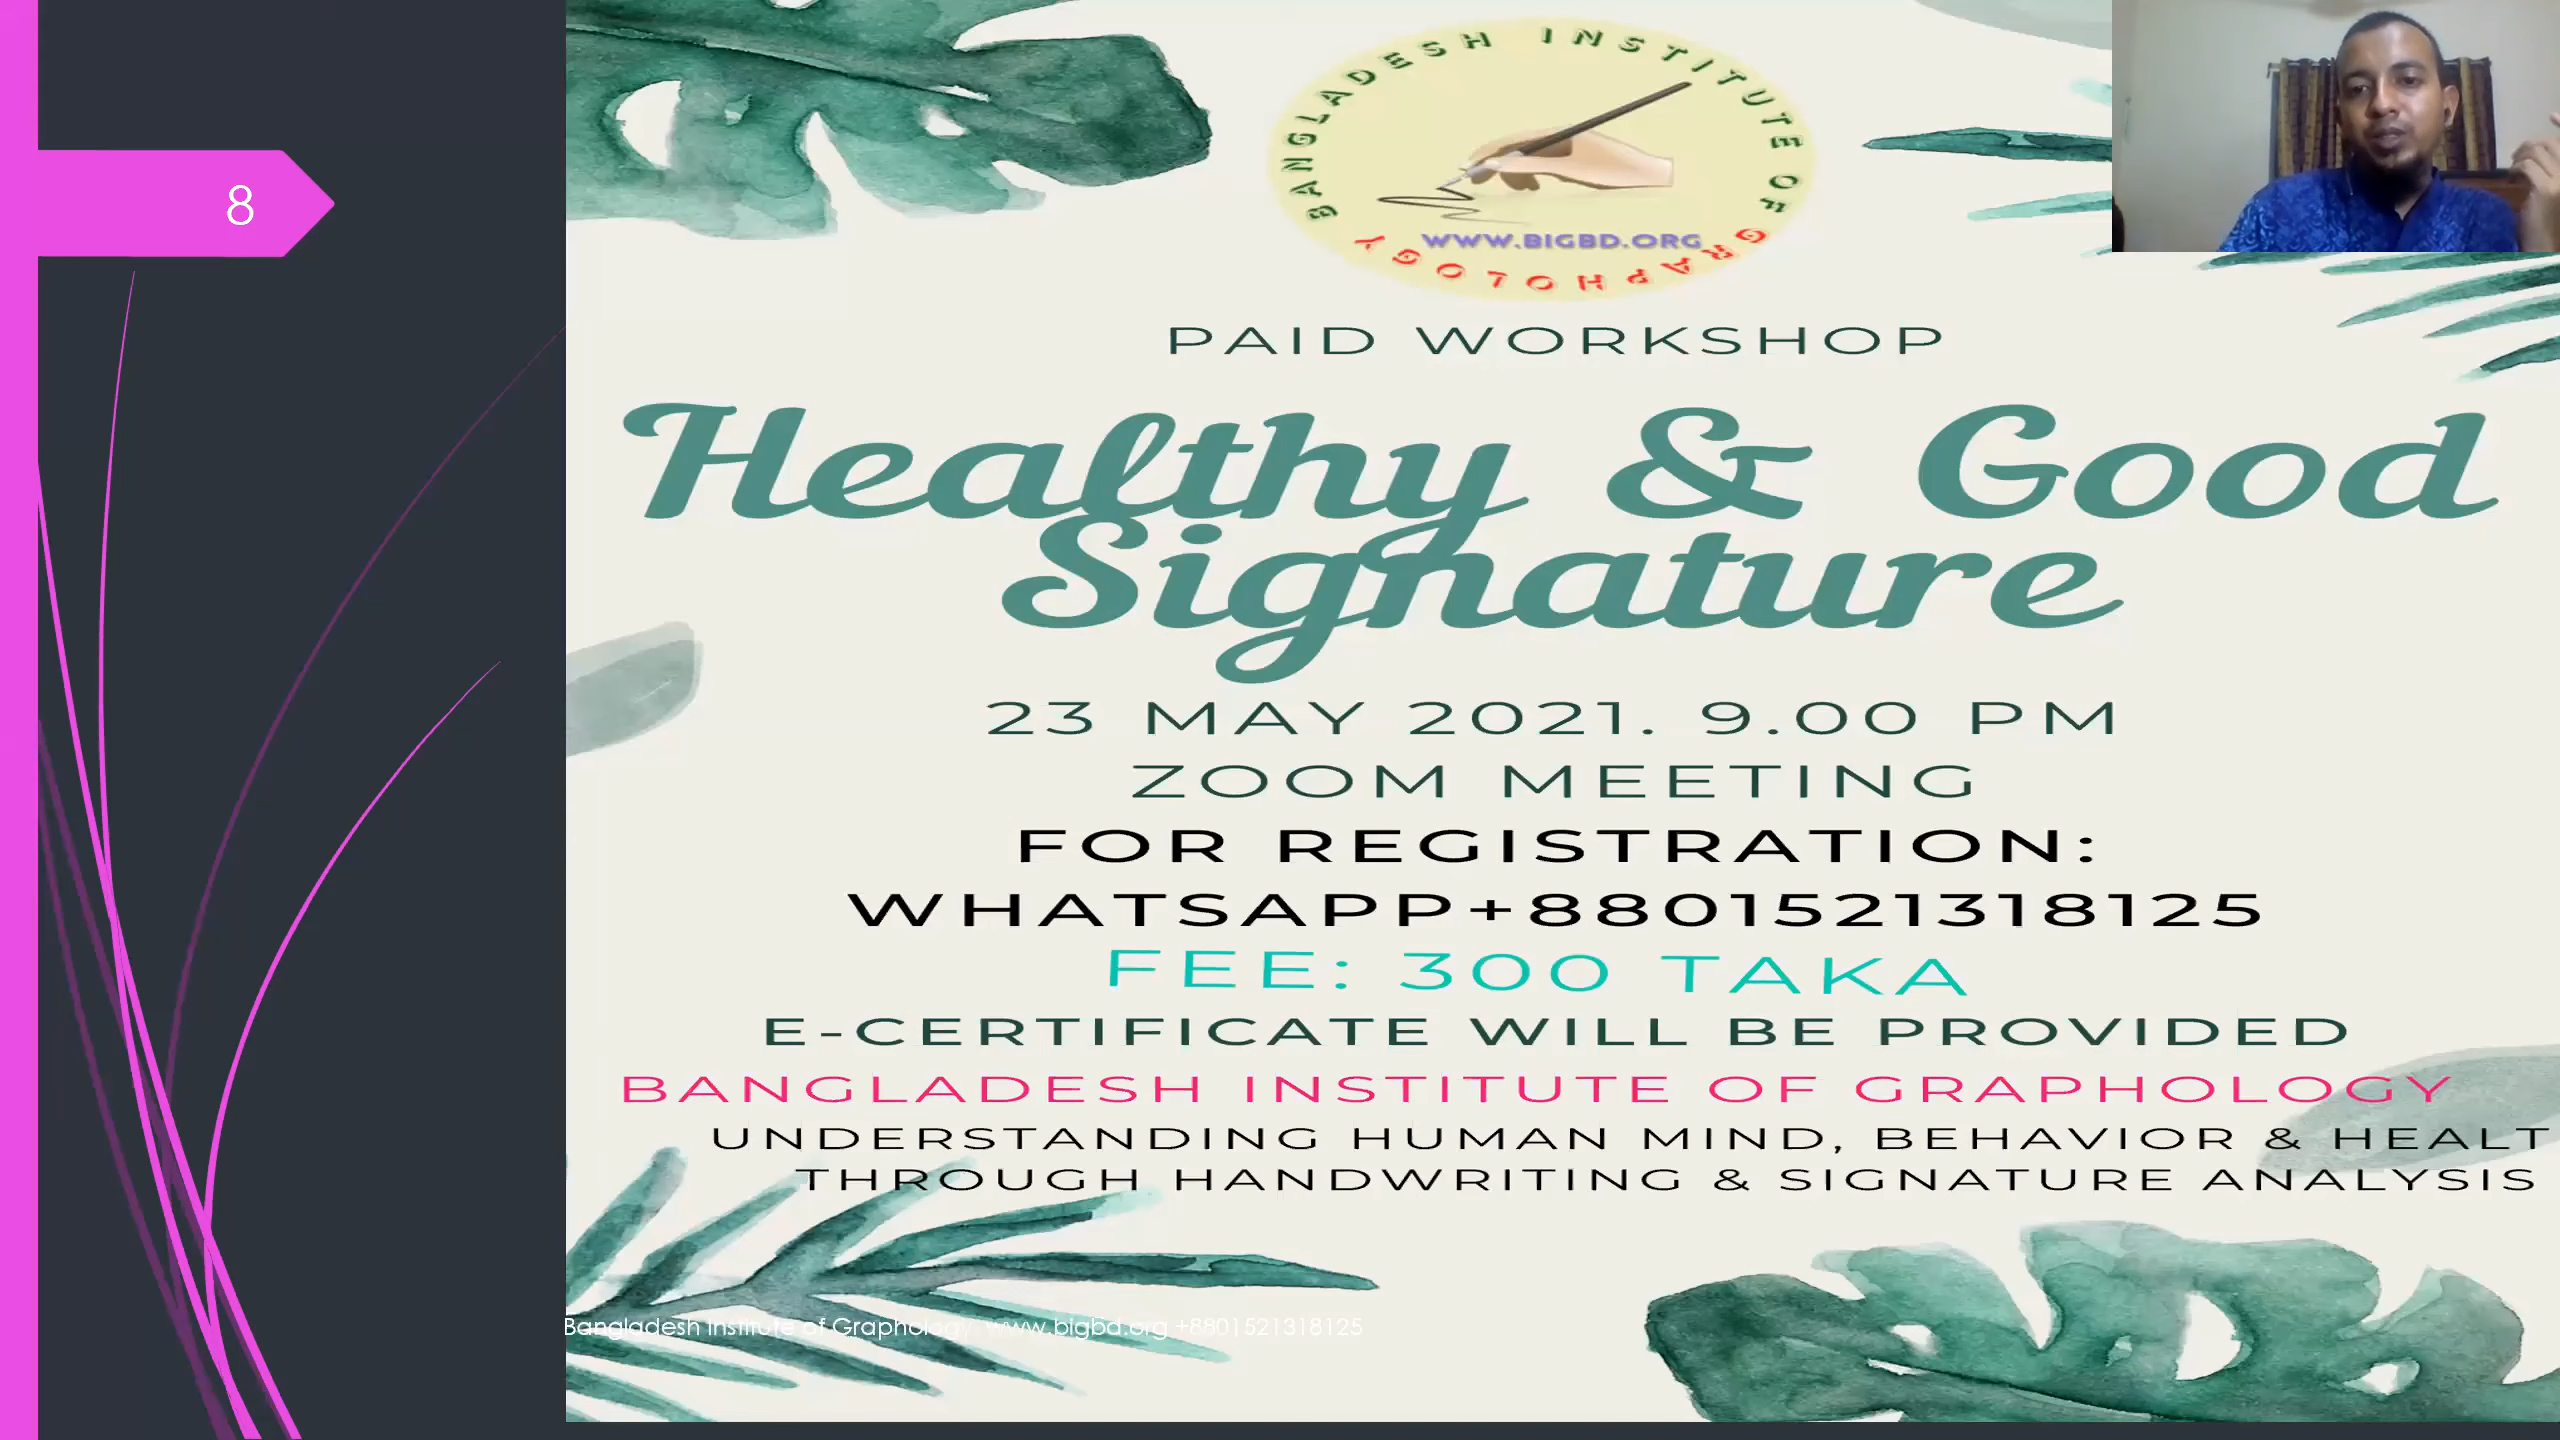 8
BANGLADESH INSTITUTE OF GRAPHOLOGY
WWW.BIGBD.ORG
PAID WORKSHOP
Healthy & Good
Signature
23 MAY 2021. 9.00 PM
ZOOM MEETING
FOR REGISTRATION:
WHATSAPP+8801521318125
FEE: 300 TAKA
E-CERTIFICATE WILL BE PROVIDED
BANGLADESH INSTITUTE OF GRAPHOLOGY
UNDERSTANDING HUMAN MIND, BEHAVIOR & HEALT
THROUGH HANDWRITING & SIGNATURE ANALYSIS
Bangladesh Institute of Graphology, www.bigbd.org +8801521318125